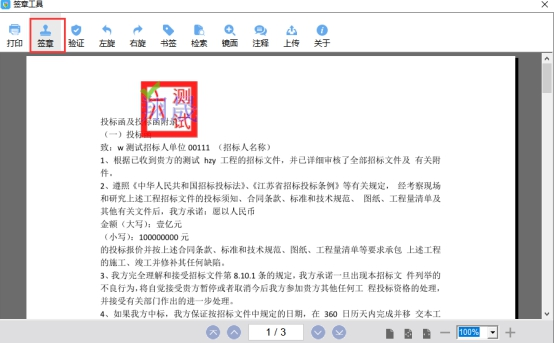 签章工具
打印 签章 验证 左旋 右旋 书签 检索 镜面 注释 上传 关于
测试
投标函及投标函附录
（一）投标函
致：w 测试招标人单位 00111 （招标人名称）
1、根据已收到贵方的测试 hzy 工程的招标文件，并已详细审核了全部招标文件及 有关附
件。
2、遵照《中华人民共和国招标投标法》、《江苏省招标投标条例》等有关规定， 经考察现场
和研究上述工程招标文件的投标须知、合同条款、标准和技术规范、 图纸、工程量清单及
其他有关文件后，我方承诺：愿以人民币
金额（大写）：壹亿元
（小写）：100000000 元
的投标报价并按上述合同条款、标准和技术规范、图纸、工程量清单等要求承包 上述工程
的施工、竣工并修补其任何缺陷。
3、我方完全理解和接受招标文件第 8.10.1 条的规定，我方承诺一旦出现本招标文 件列举的
不良行为，将自觉接受贵方暂停或者取消今后我方参加贵方其他任何工 程投标资格的处理，
并接受有关部门作出的进一步处理。
4、如果我方中标，我方保证按招标文件中规定的日期，在 360 日历天内完成并移 交本工
1 / 3
100%